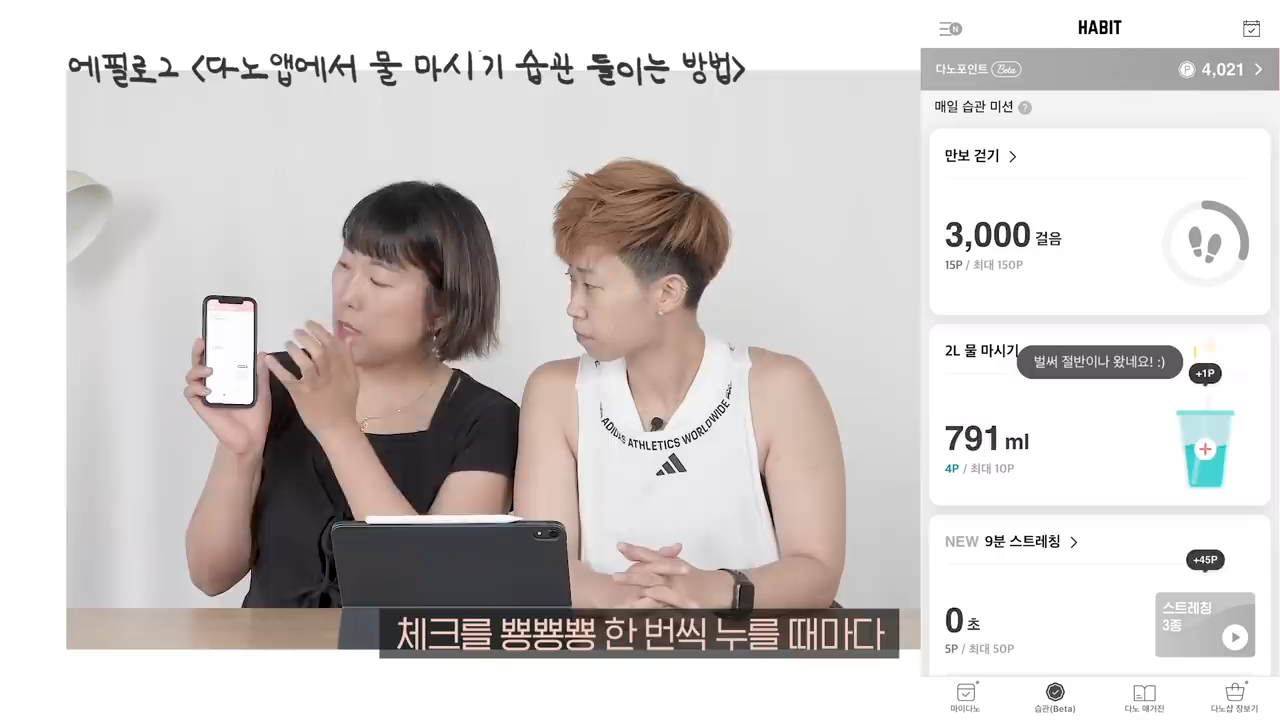 에필로2 <다노앱에서 물 마시기 습관 들이는 방법>
ADIDAS ATHLETICS WORLDWIDE
체크를 뿅뿅뿅 한 번씩 누를 때마다
N
HABIT
다노포인트 Beta
P 4,021
매일 습관 미션 ?
만보 걷기
3,000 걸음
15P / 최대 150P
2L 물 마시기
벌써 절반이나 왔네요! :)
+1P
791 ml
4P / 최대 10P
NEW 9분 스트레칭
+45P
0 초
5P / 최대 50P
스트레칭
3종
마이다노
습관(Beta)
다노 매거진
다노샵 장보기